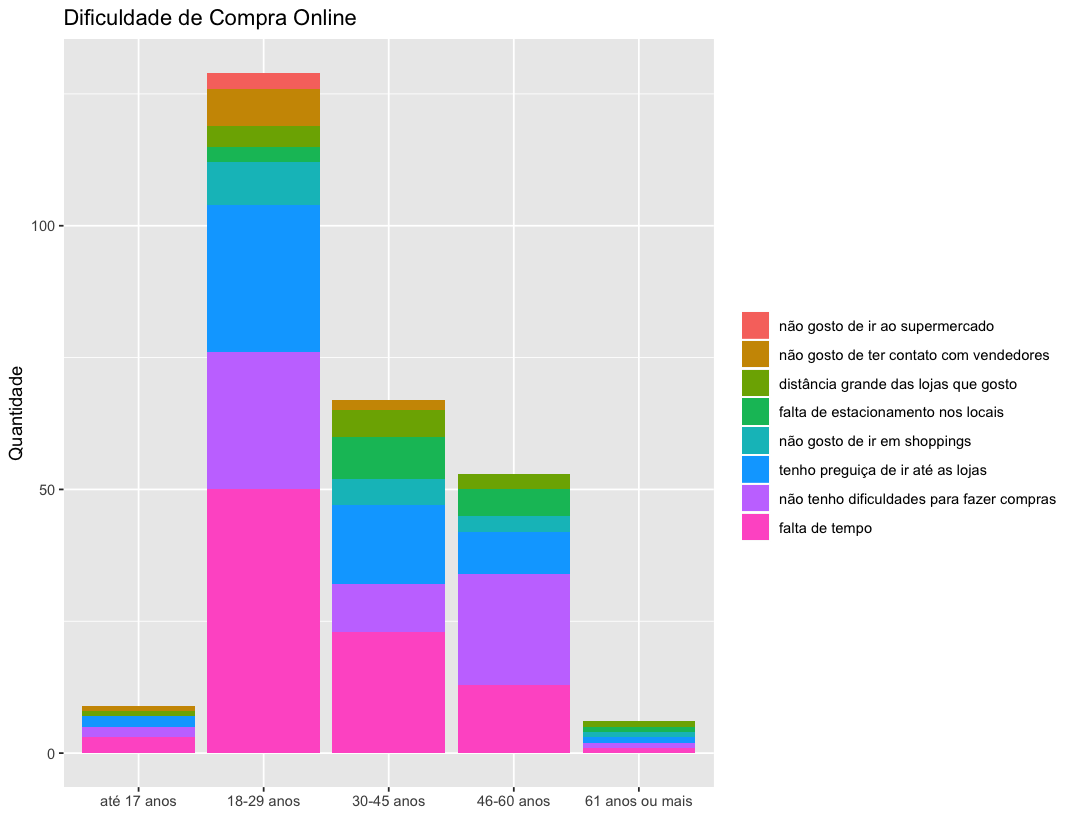 Dificuldade de Compra Online
Quantidade
100
50
0
até 17 anos
18-29 anos
30-45 anos
46-60 anos
61 anos ou mais
não gosto de ir ao supermercado
não gosto de ter contato com vendedores
distância grande das lojas que gosto
falta de estacionamento nos locais
não gosto de ir em shoppings
tenho preguiça de ir até as lojas
não tenho dificuldades para fazer compras
falta de tempo